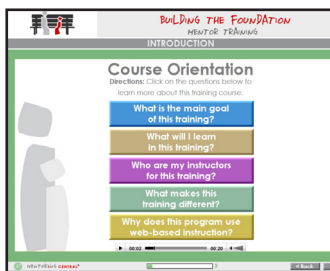 BUILDING THE FOUNDATION
MENTOR TRAINING
INTRODUCTION
Course Orientation
Directions: Click on the questions below to
learn more about this training course.
What is the main goal
of this training?
What will I learn
in this training?
Who are my instructors
for this training?
What makes this
training different?
Why does this program use
web-based instruction?
00:02
00:20
MENTORING CENTRAL
2
Back